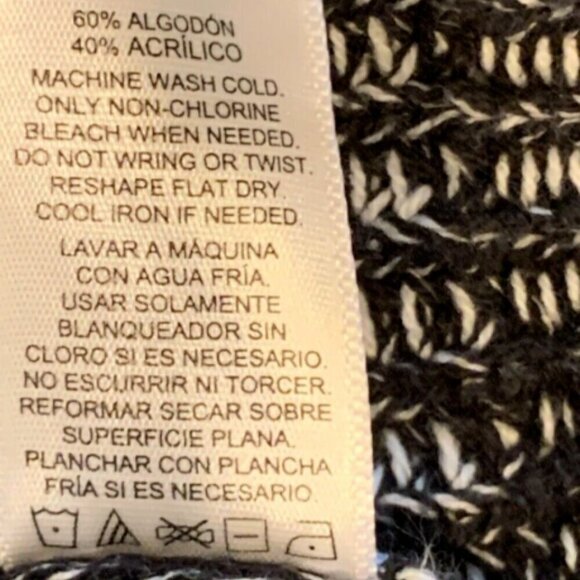 60% ALGODÓN
40% ACRÍLICO
MACHINE WASH COLD.
ONLY NON-CHLORINE
BLEACH WHEN NEEDED.
DO NOT WRING OR TWIST.
RESHAPE FLAT DRY.
COOL IRON IF NEEDED.
LAVAR A MÁQUINA
CON AGUA FRÍA.
USAR SOLAMENTE
BLANQUEADOR SIN
CLORO SI ES NECESARIO.
NO ESCURRIR NI TORCER.
REFORMAR SECAR SOBRE
SUPERFICIE PLANA.
PLANCHAR CON PLANCHA
FRÍA SI ES NECESARIO.